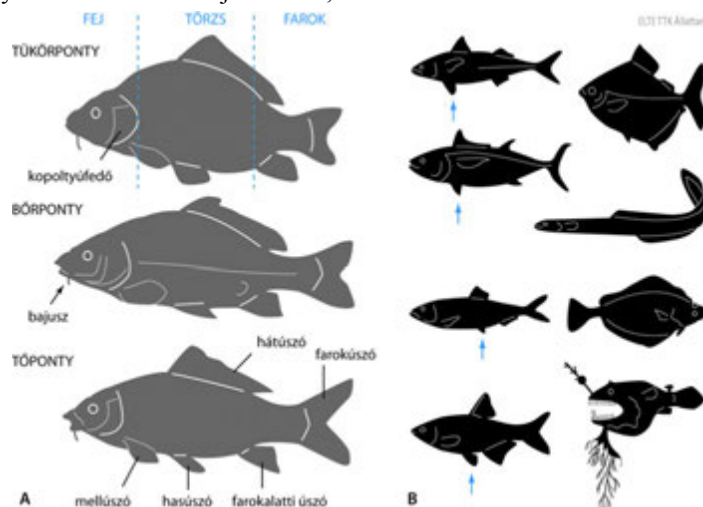 FEJ TÖRZS FAROK
ELTE TTK Állattan
TÜKÖRPONTY
kopoltyúfedő
BŐRPONTY
bajusz
TŐPONTY
hátúszó
farokúszó
mellúszó hasúszó farokalatti úszó
A B